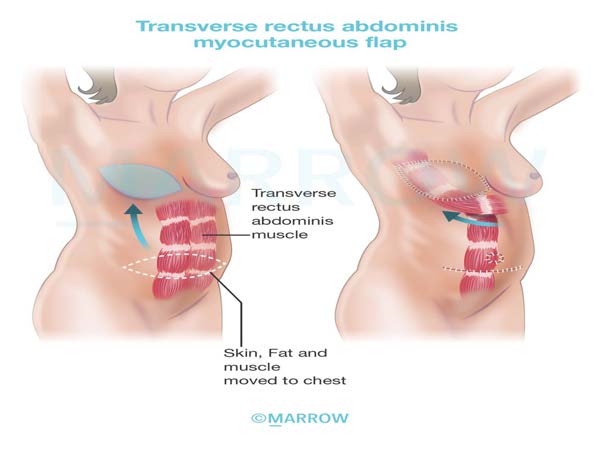 Transverse rectus abdominis
myocutaneous flap
MARROW
Transverse
rectus
abdominis
muscle
Skin, Fat and
muscle
moved to chest
©MARROW